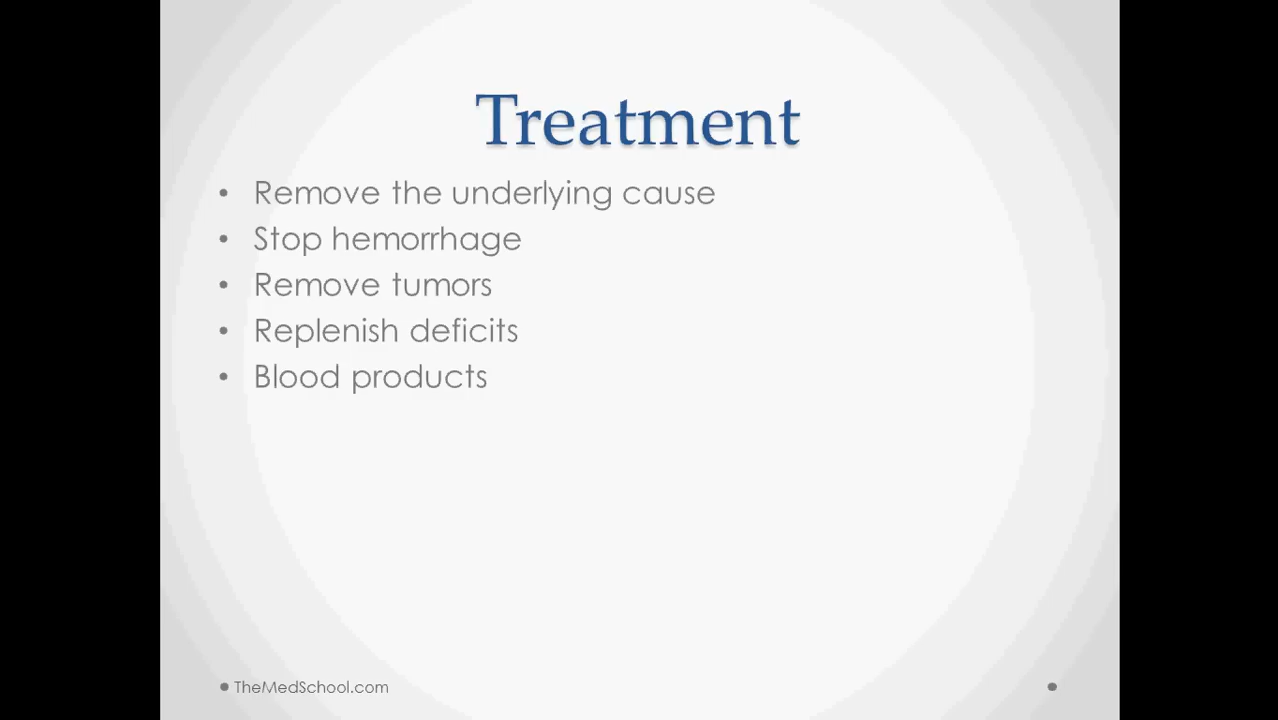 Treatment
• Remove the underlying cause
• Stop hemorrhage
• Remove tumors
• Replenish deficits
• Blood products
• TheMedSchool.com